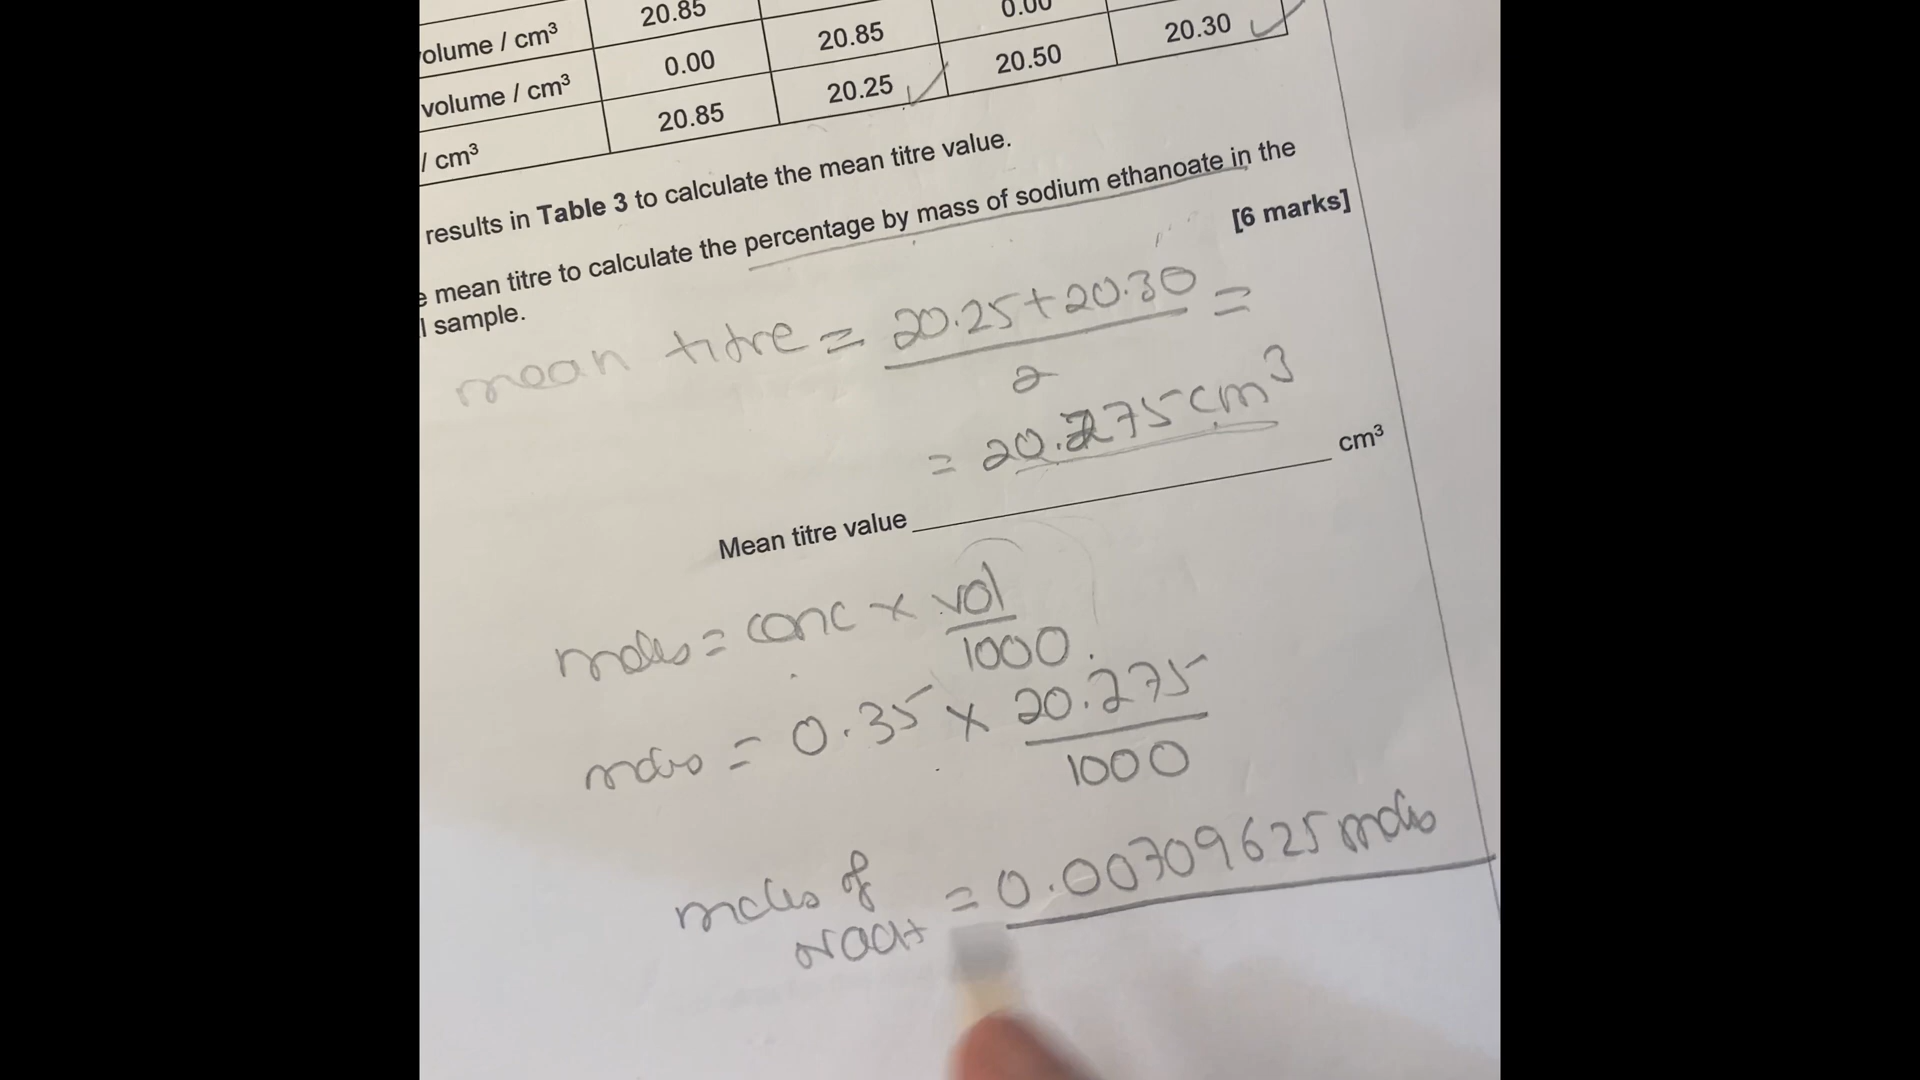 20.85 0.00
olume / cm³ 0.00 20.85 20.50 20.30
volume / cm³ 20.85 20.25
/ cm³
results in Table 3 to calculate the mean titre value.
e mean titre to calculate the percentage by mass of sodium ethanoate in the
l sample.
[6 marks]
mean titre = 20.25 + 20.30 =
2
= 20.275 cm³
Mean titre value cm³
moles = conc × vol
1000
moles = 0.35 × 20.275
1000
moles of = 0.00709625 moles